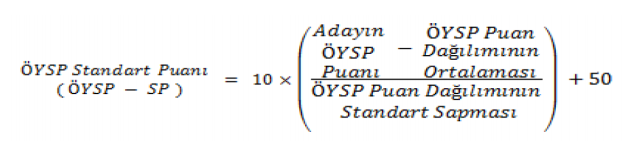 Adayın ÖYSP Puan
ÖYSP − Dağılımının
Puanı Ortalaması
ÖYSP Standart Puanı = 10 × ( ) + 50
( ÖYSP − SP )
ÖYSP Puan Dağılımının
Standart Sapması